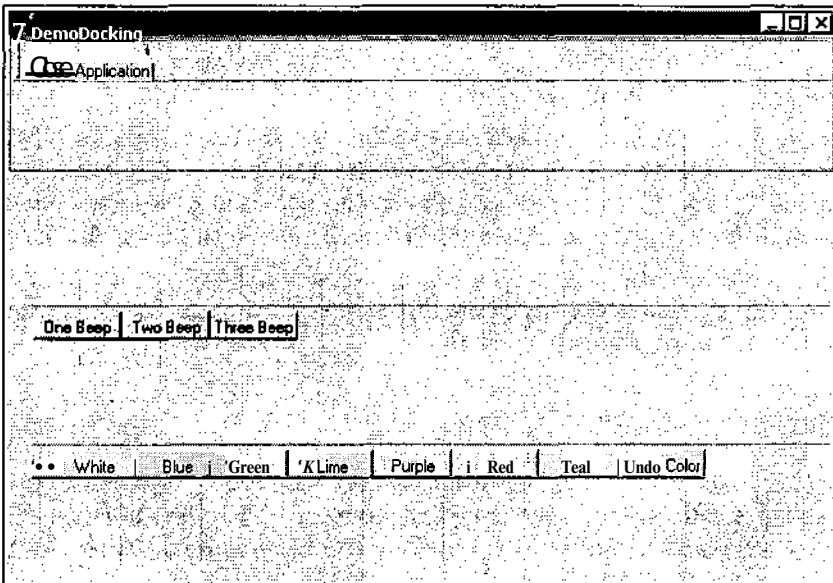 DemoDocking
Close Application
One Beep Two Beep Three Beep
White Blue Green Lime Purple Red Teal Undo Color